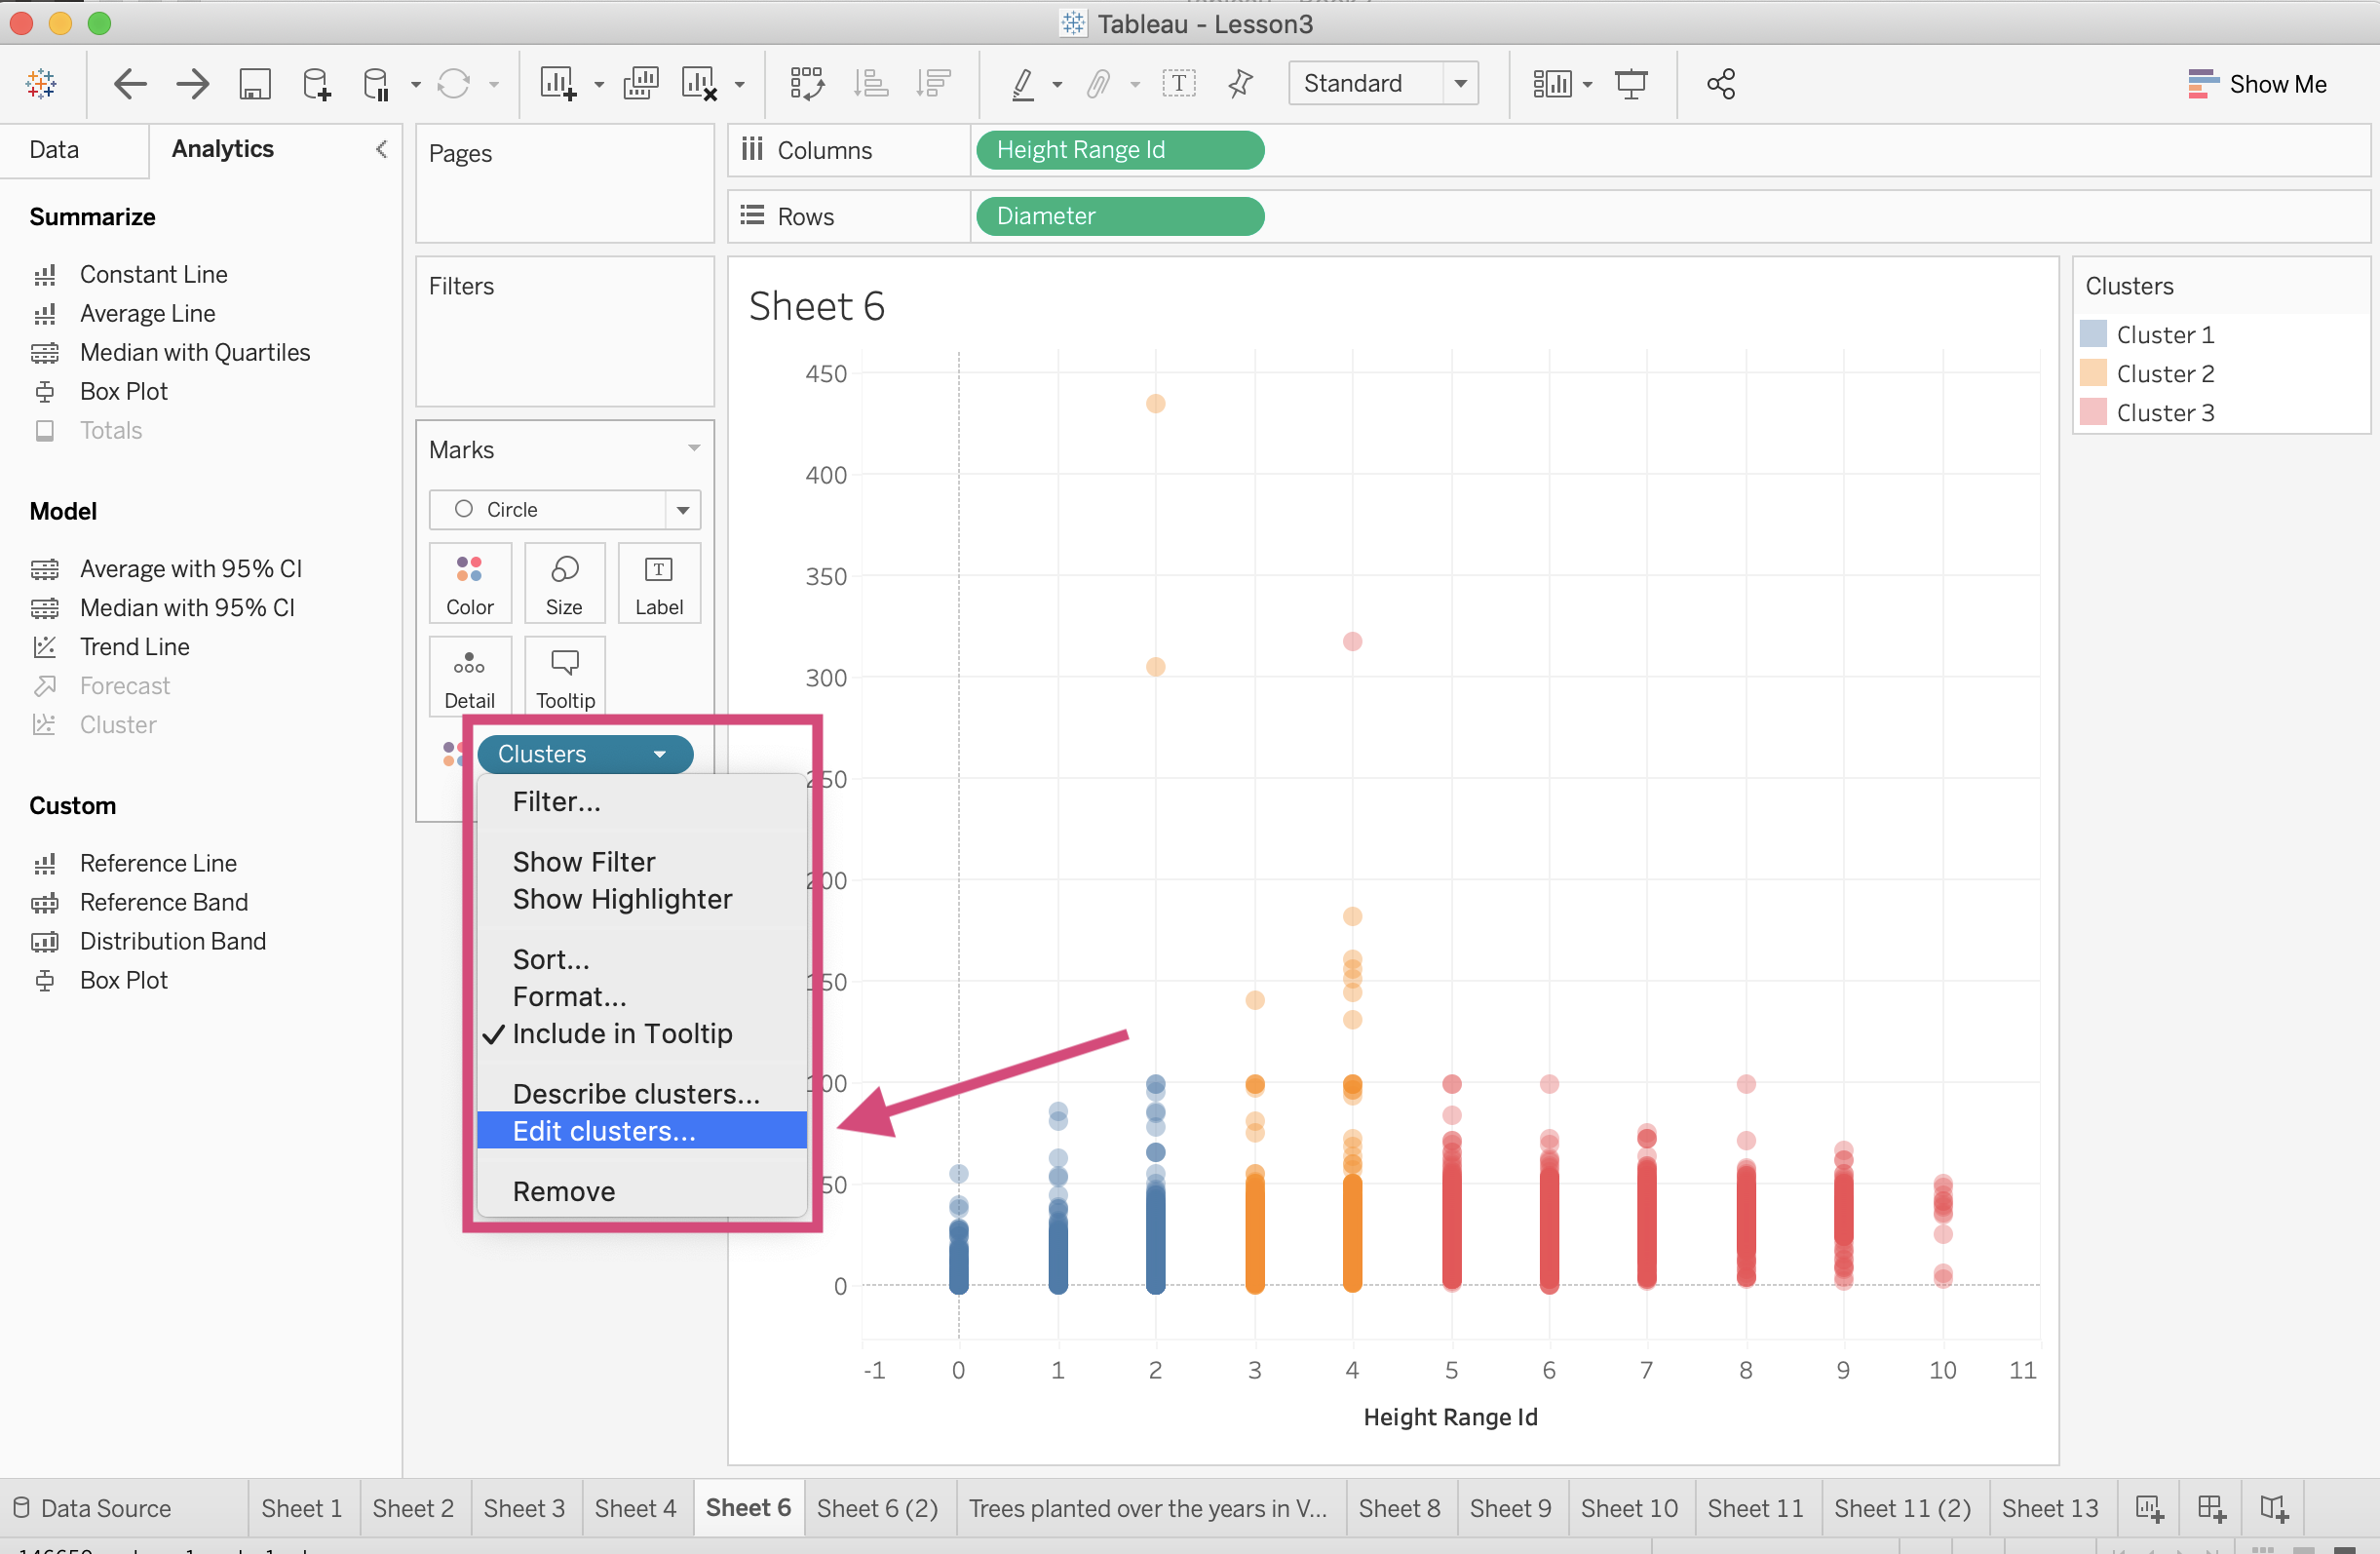 Tableau - Lesson3
Standard
Show Me
Data
Analytics
Pages
Columns
Height Range Id
Rows
Diameter
Summarize
Constant Line
Average Line
Median with Quartiles
Box Plot
Totals
Model
Average with 95% CI
Median with 95% CI
Trend Line
Forecast
Cluster
Custom
Reference Line
Reference Band
Distribution Band
Box Plot
Filters
Marks
Circle
Color
Size
Label
Detail
Tooltip
Clusters
Filter...
Show Filter
Show Highlighter
Sort...
Format...
Include in Tooltip
Describe clusters...
Edit clusters...
Remove
Sheet 6
450
400
350
300
50
00
50
00
50
0
-1 0 1 2 3 4 5 6 7 8 9 10 11
Height Range Id
Clusters
Cluster 1
Cluster 2
Cluster 3
Data Source
Sheet 1
Sheet 2
Sheet 3
Sheet 4
Sheet 6
Sheet 6 (2)
Trees planted over the years in V...
Sheet 8
Sheet 9
Sheet 10
Sheet 11
Sheet 11 (2)
Sheet 13